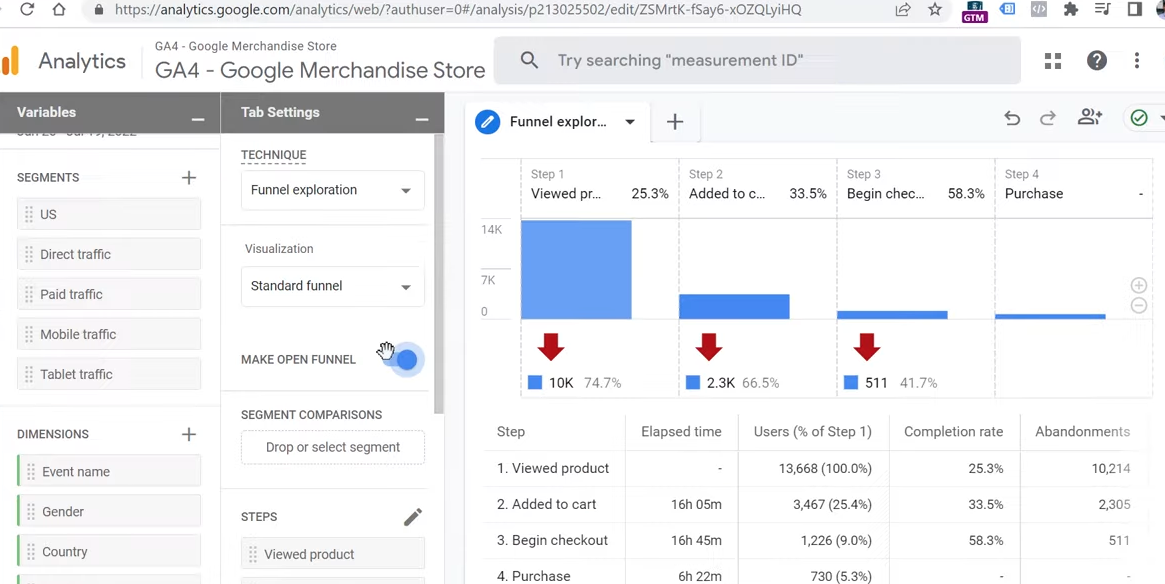 https://analytics.google.com/analytics/web/?authuser=0#/analysis/p213025502/edit/ZSMrtK-fSay6-xOZQLyiHQ
GTM
Analytics
GA4 - Google Merchandise Store
GA4 - Google Merchandise Store
Try searching "measurement ID"
Variables
SEGMENTS
US
Direct traffic
Paid traffic
Mobile traffic
Tablet traffic
DIMENSIONS
Event name
Gender
Country
Tab Settings
TECHNIQUE
Funnel exploration
Visualization
Standard funnel
MAKE OPEN FUNNEL
SEGMENT COMPARISONS
Drop or select segment
STEPS
Viewed product
Funnel explor...
Step 1 Step 2 Step 3 Step 4
Viewed pr... 25.3% Added to c... 33.5% Begin chec... 58.3% Purchase -
14K
7K
0
10K 74.7% 2.3K 66.5% 511 41.7%
Step Elapsed time Users (% of Step 1) Completion rate Abandonments
1. Viewed product - 13,668 (100.0%) 25.3% 10,214
2. Added to cart 16h 05m 3,467 (25.4%) 33.5% 2,305
3. Begin checkout 16h 45m 1,226 (9.0%) 58.3% 511
4. Purchase 6h 22m 730 (5.3%) - -